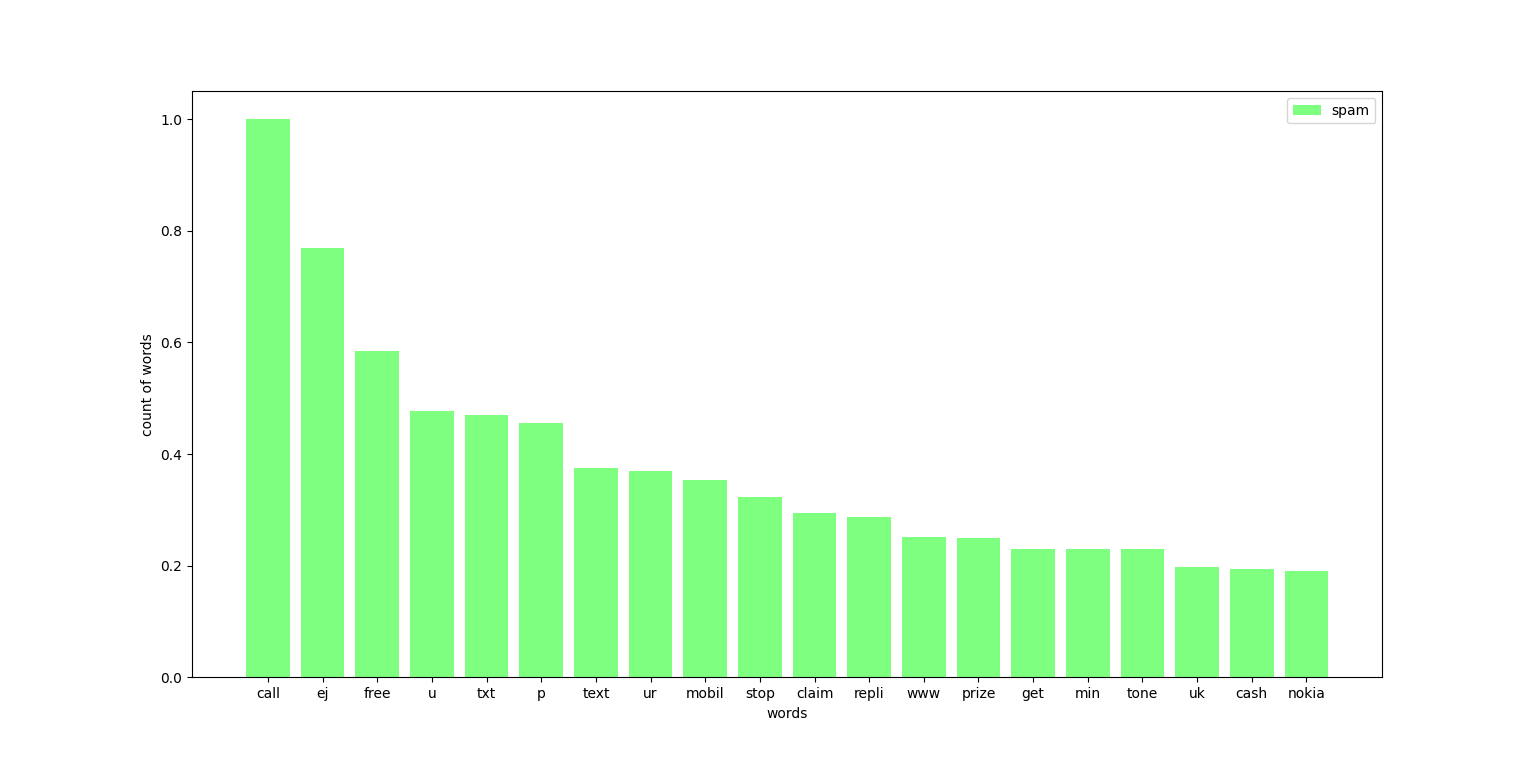 spam
1.0
0.8
0.6
0.4
0.2
0.0
count of words
call ej free u txt p text ur mobil stop claim repli www prize get min tone uk cash nokia
words